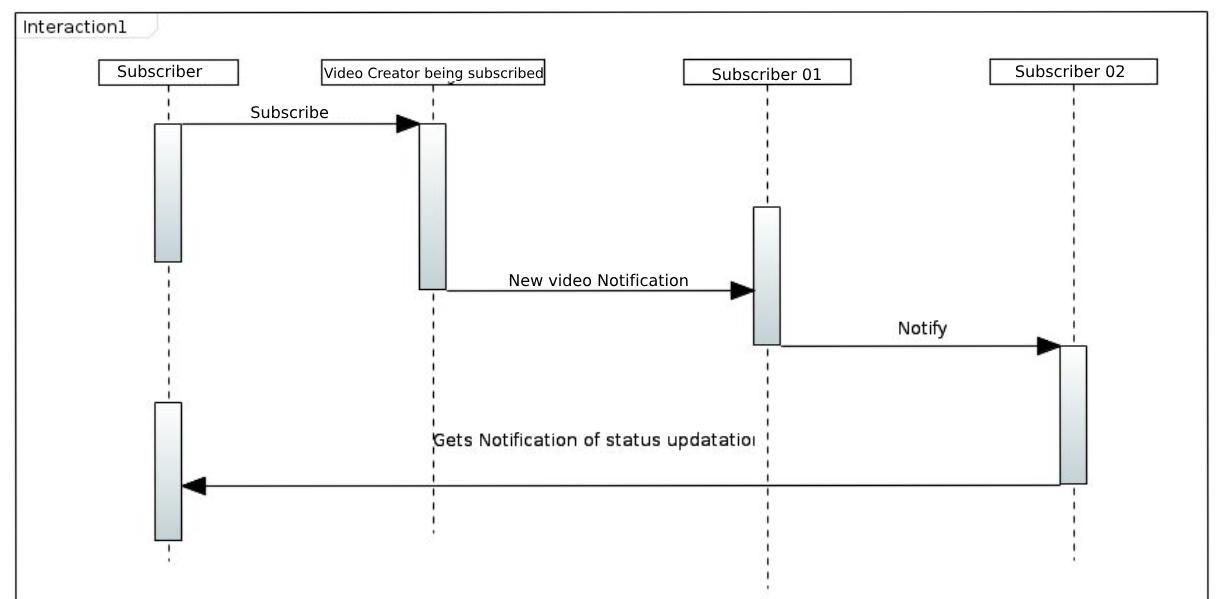 Interaction1
Subscriber
Video Creator being subscribed
Subscriber 01
Subscriber 02
Subscribe
New video Notification
Notify
Gets Notification of status updatation